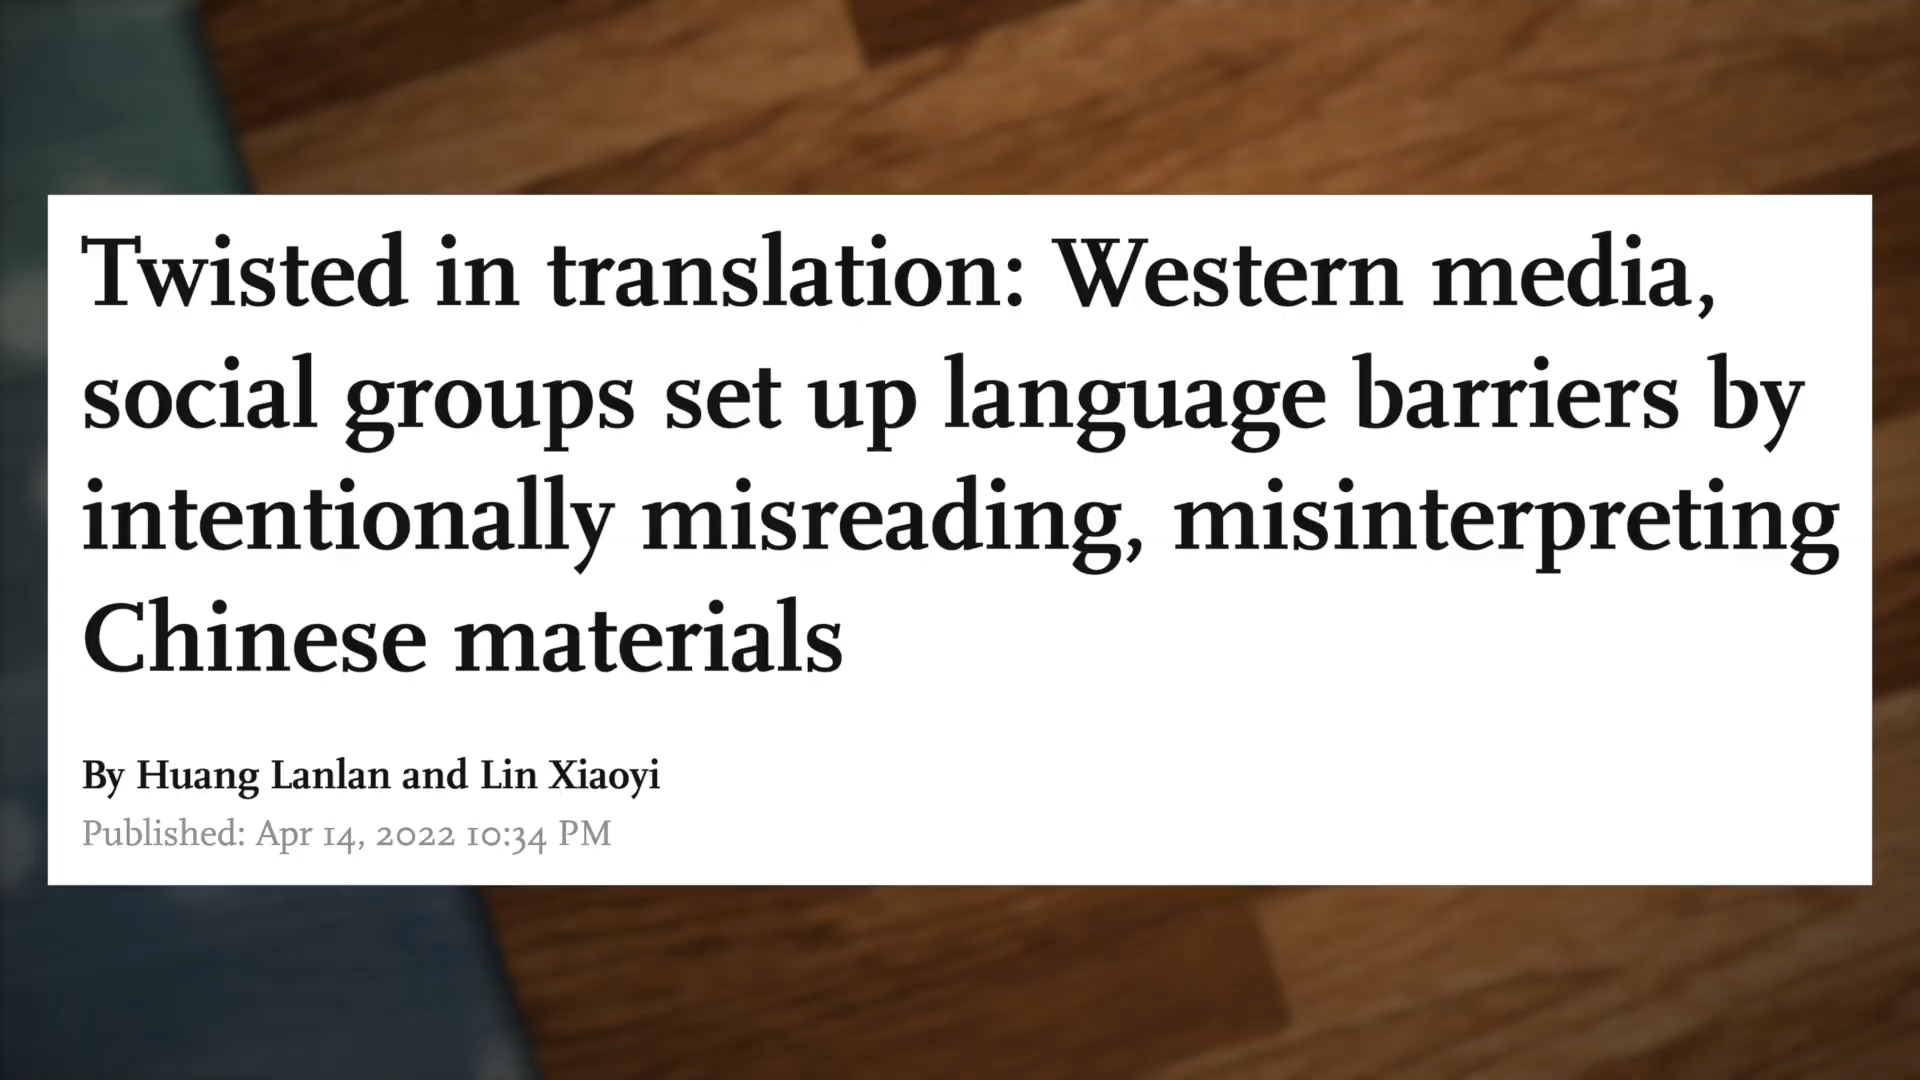 Twisted in translation: Western media,
social groups set up language barriers by
intentionally misreading, misinterpreting
Chinese materials
By Huang Lanlan and Lin Xiaoyi
Published: Apr 14, 2022 10:34 PM